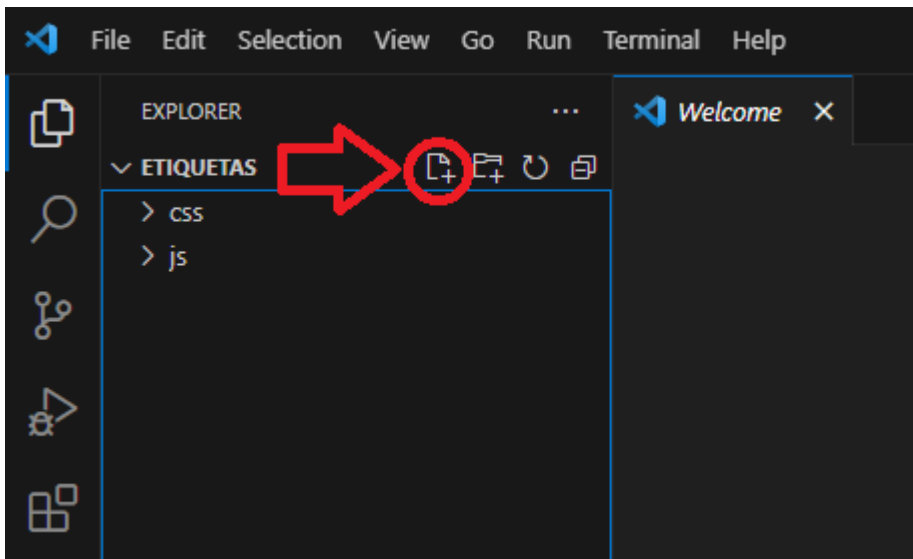 File Edit Selection View Go Run Terminal Help
EXPLORER
Welcome
ETIQUETAS
css
js